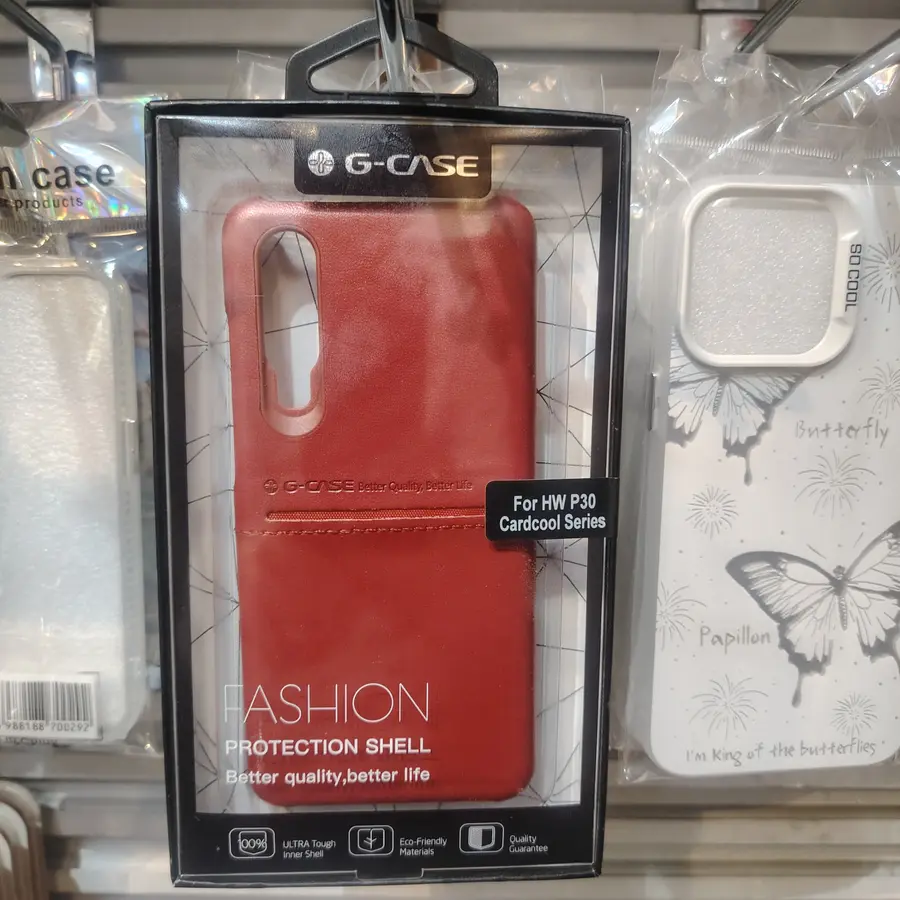 case
products
G-CASE
G-CASE Better Quality, Better Life
For HW P30
Cardcool Series
FASHION
PROTECTION SHELL
Better quality,better life
100%
ULTRA Tough
Inner Shell
Eco-Friendly
Materials
Quality
Guarantee
SO COOL
Butterfly
Papillon
I'm King of the butterflies